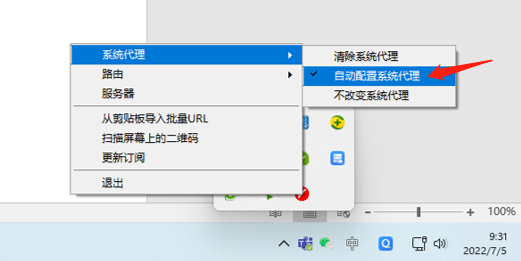 系统代理
路由
服务器
从剪贴板导入批量URL
扫描屏幕上的二维码
更新订阅
退出
清除系统代理
自动配置系统代理
不改变系统代理
100%
中
9:31
2022/7/5